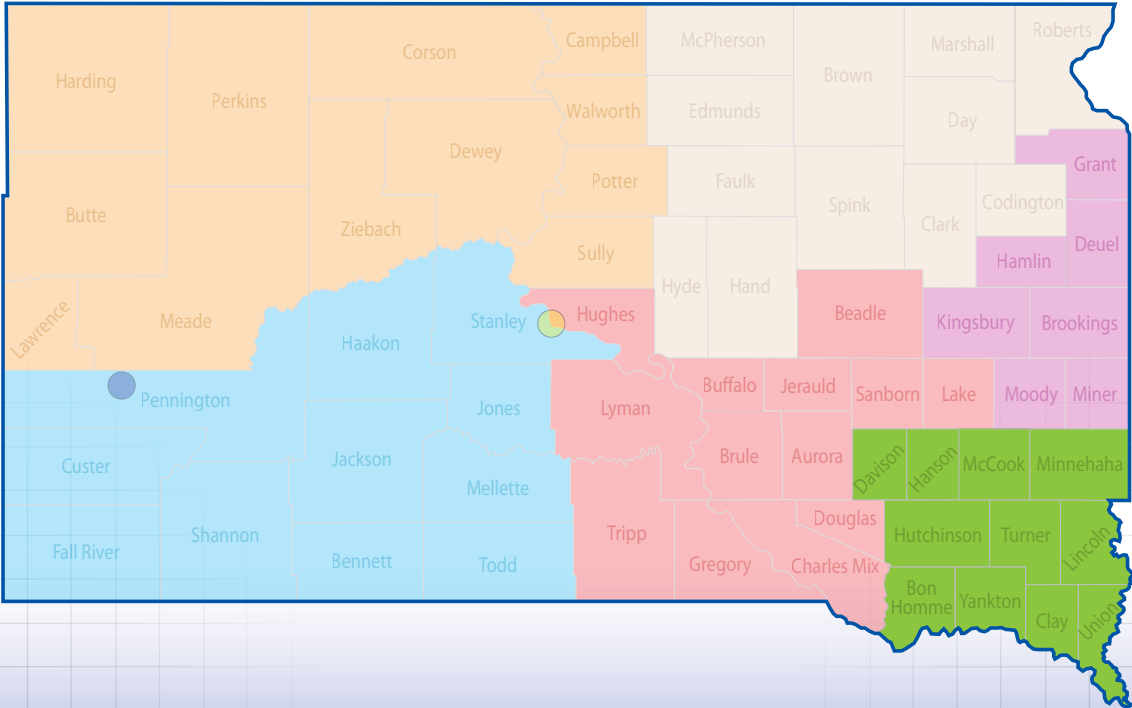 Harding
Perkins
Corson
Campbell
McPherson
Brown
Marshall
Roberts
Walworth
Edmunds
Day
Dewey
Grant
Butte
Ziebach
Potter
Faulk
Spink
Clark
Codington
Sully
Deuel
Hamlin
Lawrence
Meade
Haakon
Stanley
Hughes
Hyde
Hand
Beadle
Kingsbury
Brookings
Pennington
Jones
Lyman
Buffalo
Jerauld
Sanborn
Lake
Moody
Miner
Custer
Jackson
Mellette
Brule
Aurora
Davison
Hanson
McCook
Minnehaha
Fall River
Shannon
Bennett
Todd
Tripp
Gregory
Douglas
Charles Mix
Hutchinson
Turner
Lincoln
Bon
Homme
Yankton
Clay
Union